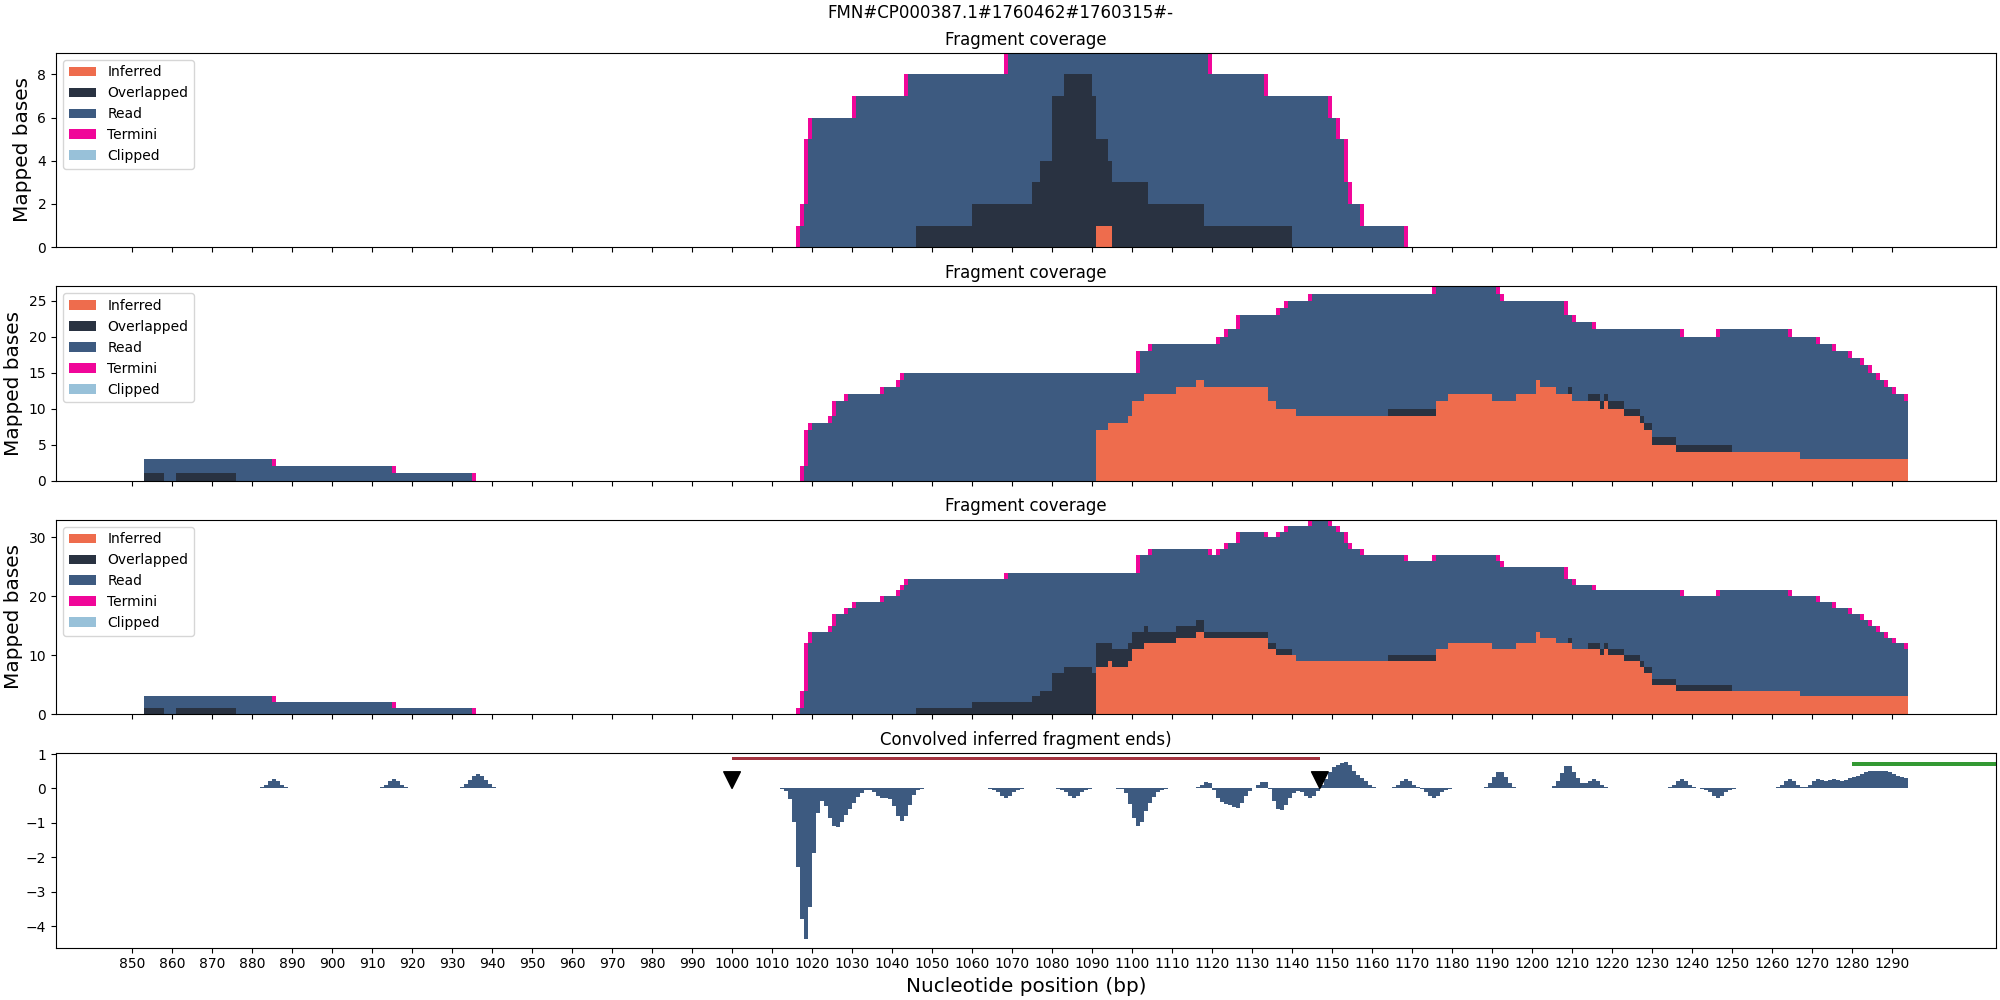 FMN#CP000387.1#1760462#1760315#-
Fragment coverage
Mapped bases
8
6
4
2
0
Inferred
Overlapped
Read
Termini
Clipped
Fragment coverage
Mapped bases
25
20
15
10
5
0
Inferred
Overlapped
Read
Termini
Clipped
Fragment coverage
Mapped bases
30
20
10
0
Inferred
Overlapped
Read
Termini
Clipped
Convolved inferred fragment ends)
1
0
−1
−2
−3
−4
850 860 870 880 890 900 910 920 930 940 950 960 970 980 990 1000 1010 1020 1030 1040 1050 1060 1070 1080 1090 1100 1110 1120 1130 1140 1150 1160 1170 1180 1190 1200 1210 1220 1230 1240 1250 1260 1270 1280 1290
Nucleotide position (bp)